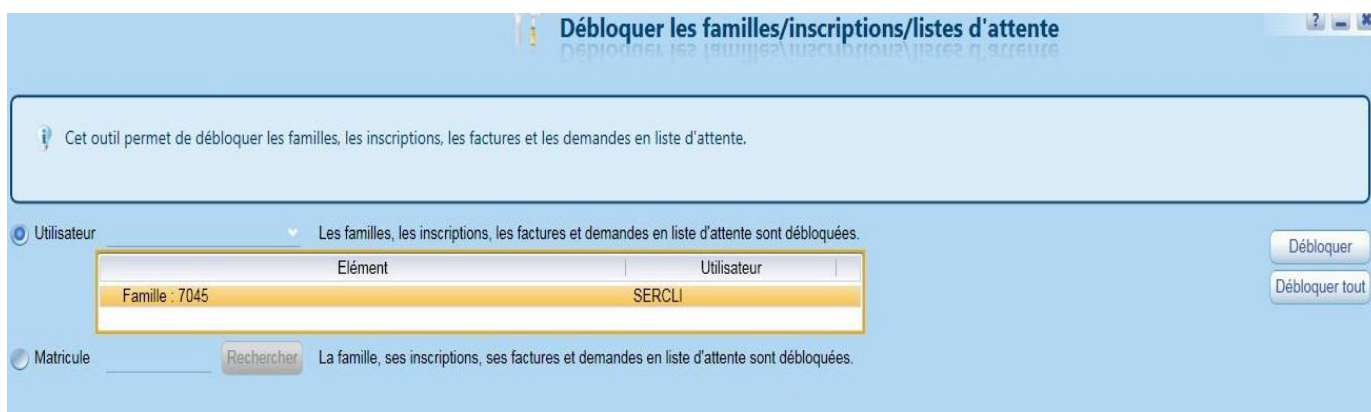 Débloquer les familles/inscriptions/listes d'attente
?
Cet outil permet de débloquer les familles, les inscriptions, les factures et les demandes en liste d'attente.
Utilisateur Les familles, les inscriptions, les factures et demandes en liste d'attente sont débloquées.
Débloquer
Elément Utilisateur
Famille : 7045 SERCLI
Débloquer tout
Matricule Rechercher La famille, ses inscriptions, ses factures et demandes en liste d'attente sont débloquées.